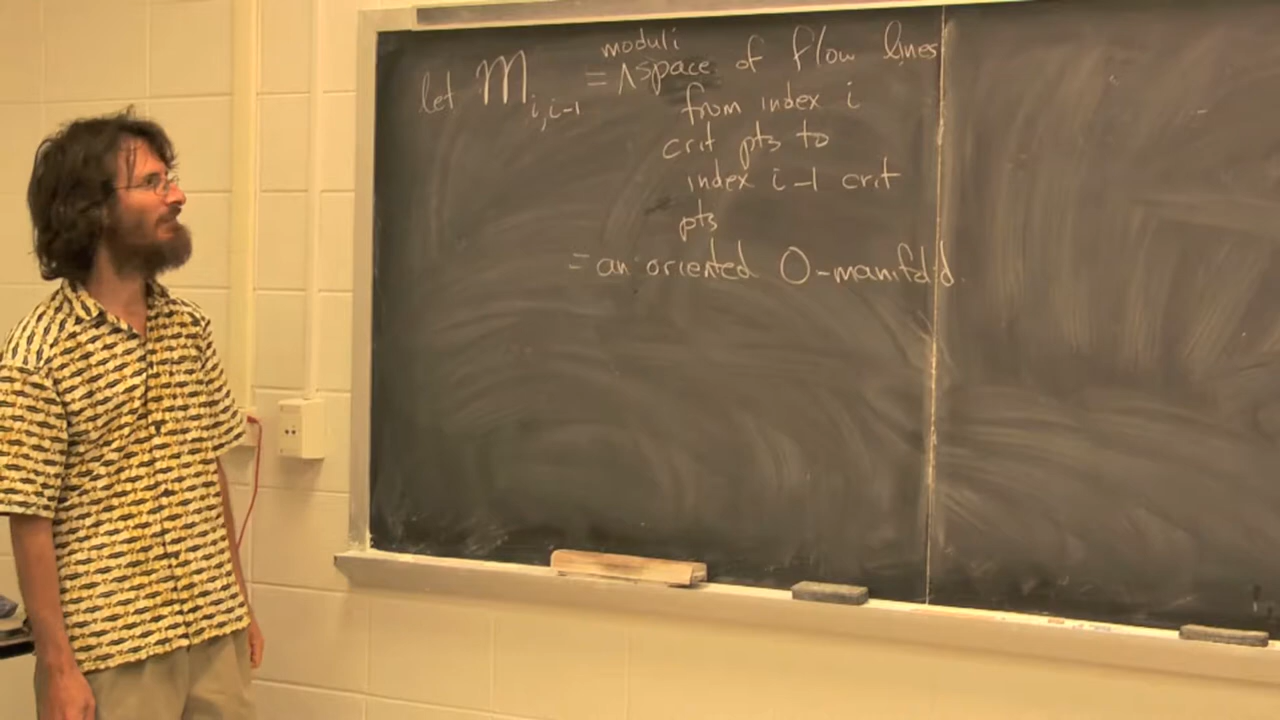 let M_{i,i-1} = ∧ moduli space of flow lines
from index i
crit pts to
index i-1 crit
pts
= an oriented 0-manifold.